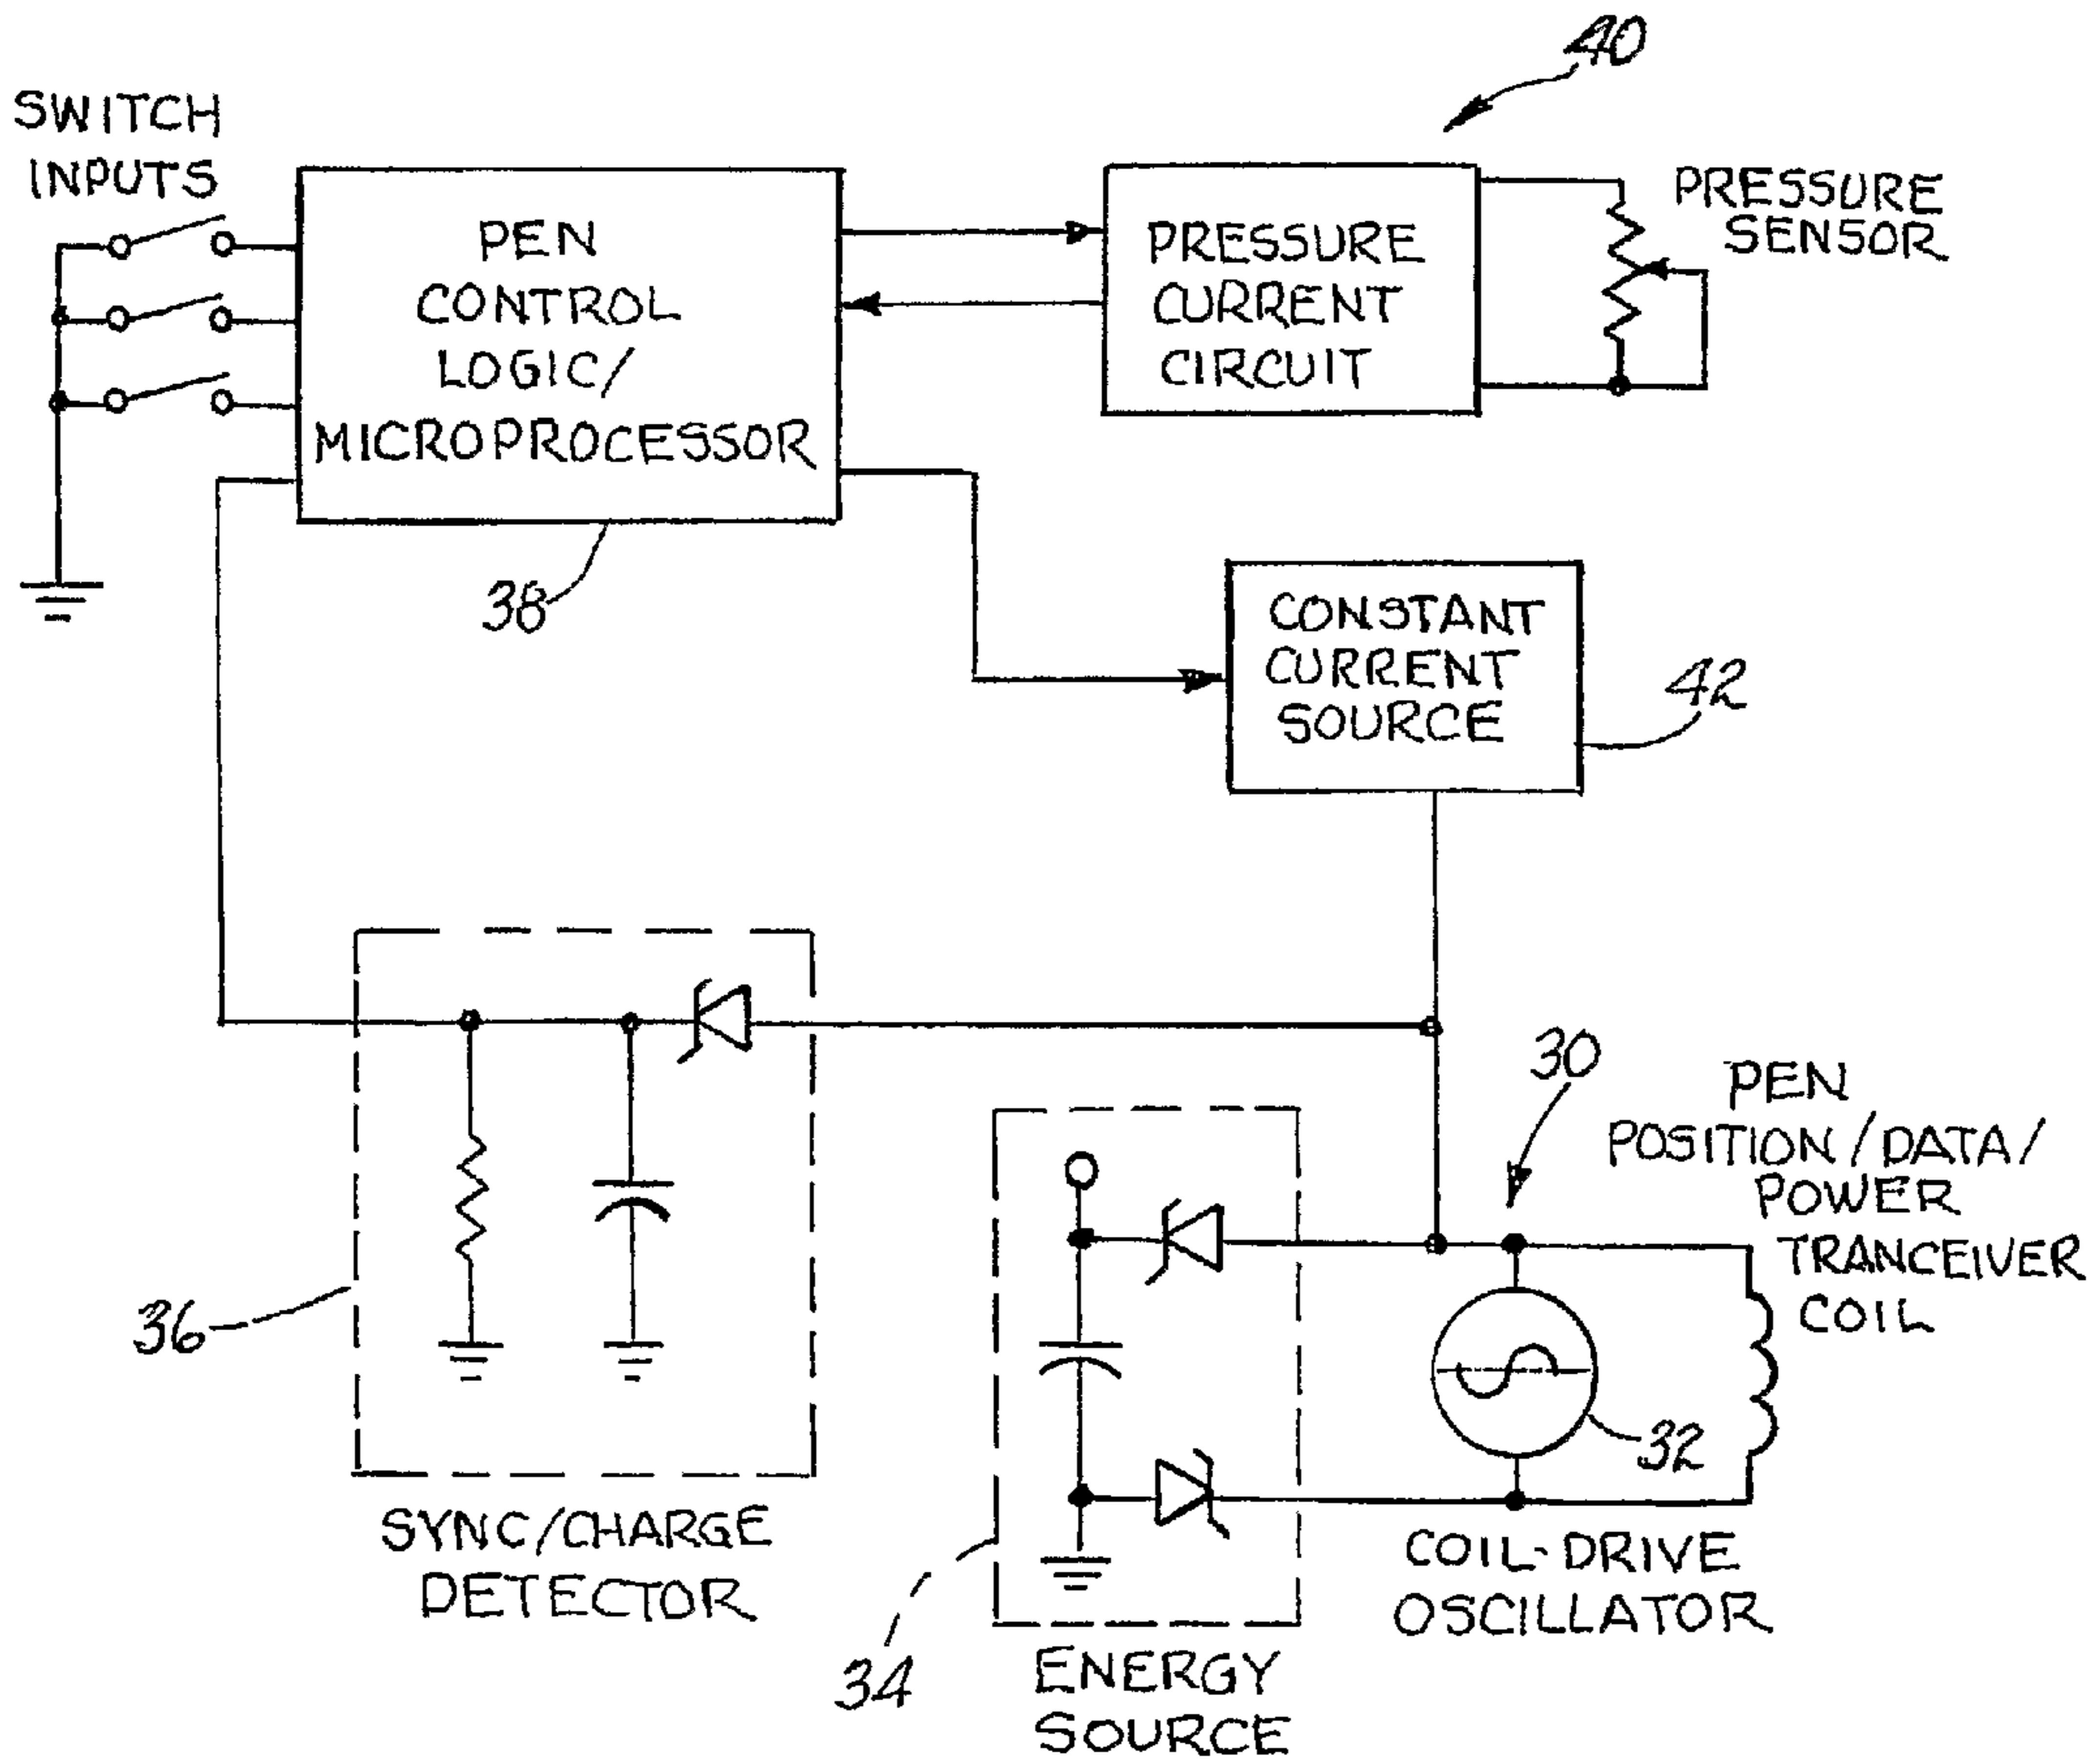 40
SWITCH
INPUTS
PEN
CONTROL
LOGIC/
MICROPROCESSOR
PRESSURE
CURRENT
CIRCUIT
PRESSURE
SENSOR
38
CONSTANT
CURRENT
SOURCE
42
30
PEN
POSITION/DATA/
POWER
TRANCEIVER
COIL
36
32
SYNC/CHARGE
DETECTOR
34
ENERGY
SOURCE
COIL-DRIVE
OSCILLATOR